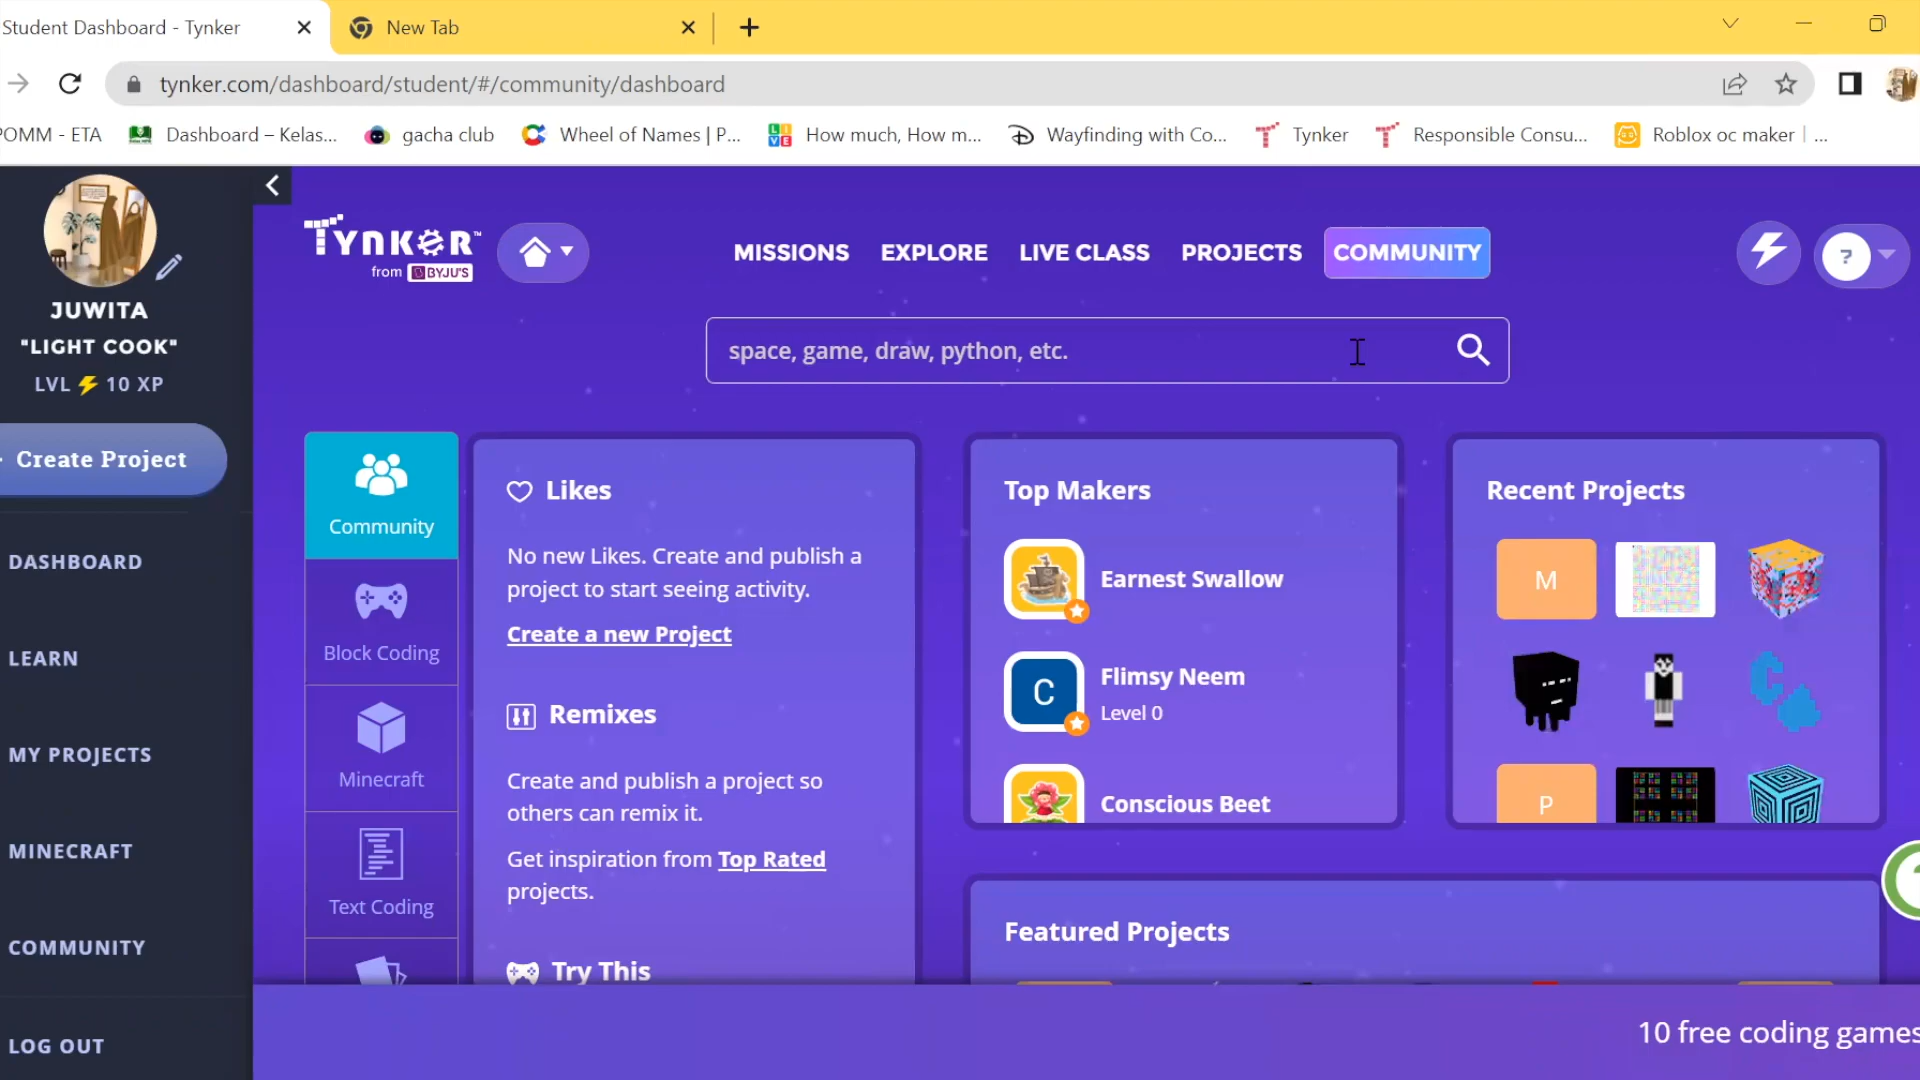 Student Dashboard - Tynker
New Tab
tynker.com/dashboard/student/#/community/dashboard
POMM - ETA
Dashboard – Kelas...
gacha club
Wheel of Names | P...
LIVE
How much, How m...
Wayfinding with Co...
Tynker
Responsible Consu...
Roblox oc maker | ...
JUWITA
"LIGHT COOK"
LVL 10 XP
Create Project
DASHBOARD
LEARN
MY PROJECTS
MINECRAFT
COMMUNITY
LOG OUT
TYNKER™
from BYJU'S
MISSIONS
EXPLORE
LIVE CLASS
PROJECTS
COMMUNITY
?
space, game, draw, python, etc.
Community
Block Coding
Minecraft
Text Coding
Likes
No new Likes. Create and publish a
project to start seeing activity.
Create a new Project
Remixes
Create and publish a project so
others can remix it.
Get inspiration from Top Rated
projects.
Try This
Top Makers
Earnest Swallow
C
Flimsy Neem
Level 0
Conscious Beet
Recent Projects
M
P
Featured Projects
10 free coding games